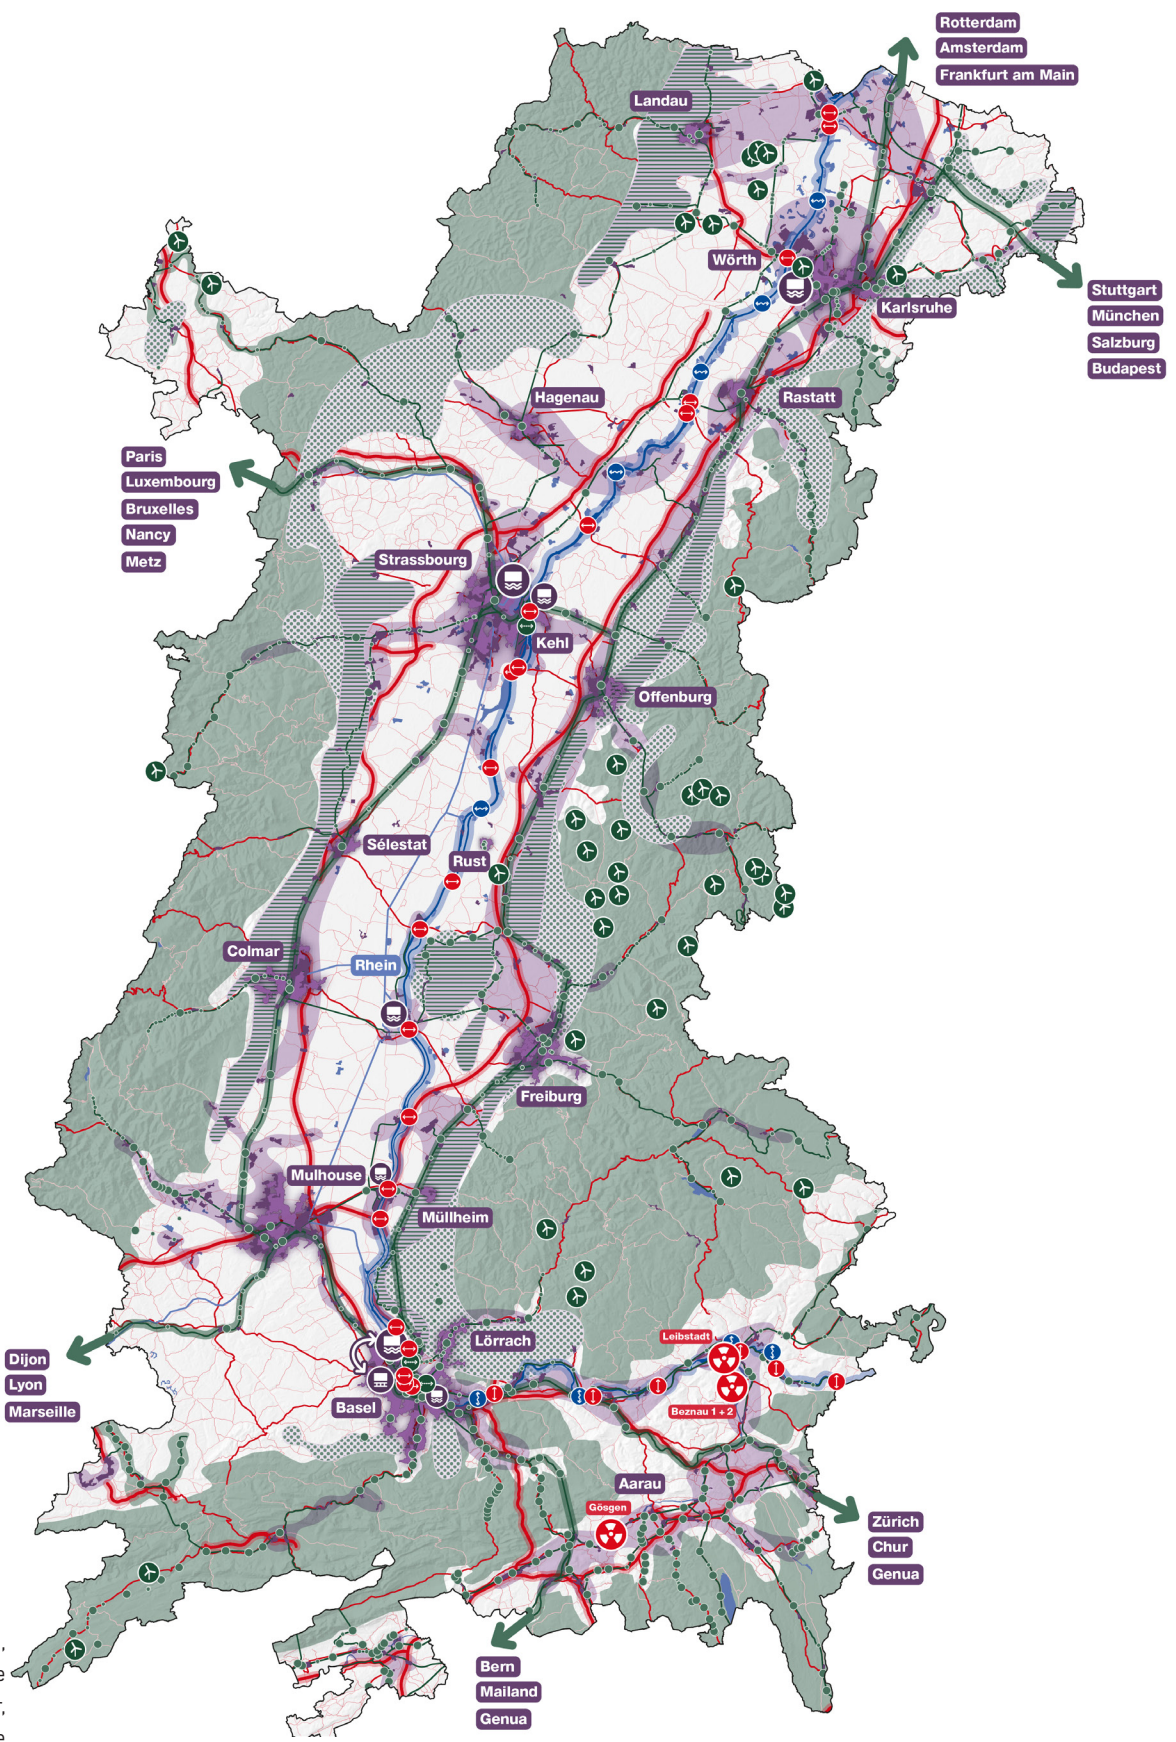 Rotterdam
Amsterdam
Frankfurt am Main
Landau
Wörth
Karlsruhe
Stuttgart
München
Salzburg
Budapest
Hagenau
Rastatt
Paris
Luxembourg
Bruxelles
Nancy
Metz
Strassbourg
Kehl
Offenburg
Sélestat
Rust
Colmar
Rhein
Freiburg
Mulhouse
Müllheim
Lörrach
Leibstadt
Dijon
Lyon
Marseille
Basel
Beznau 1 + 2
Aarau
Gösgen
Zürich
Chur
Genua
Bern
Mailand
Genua